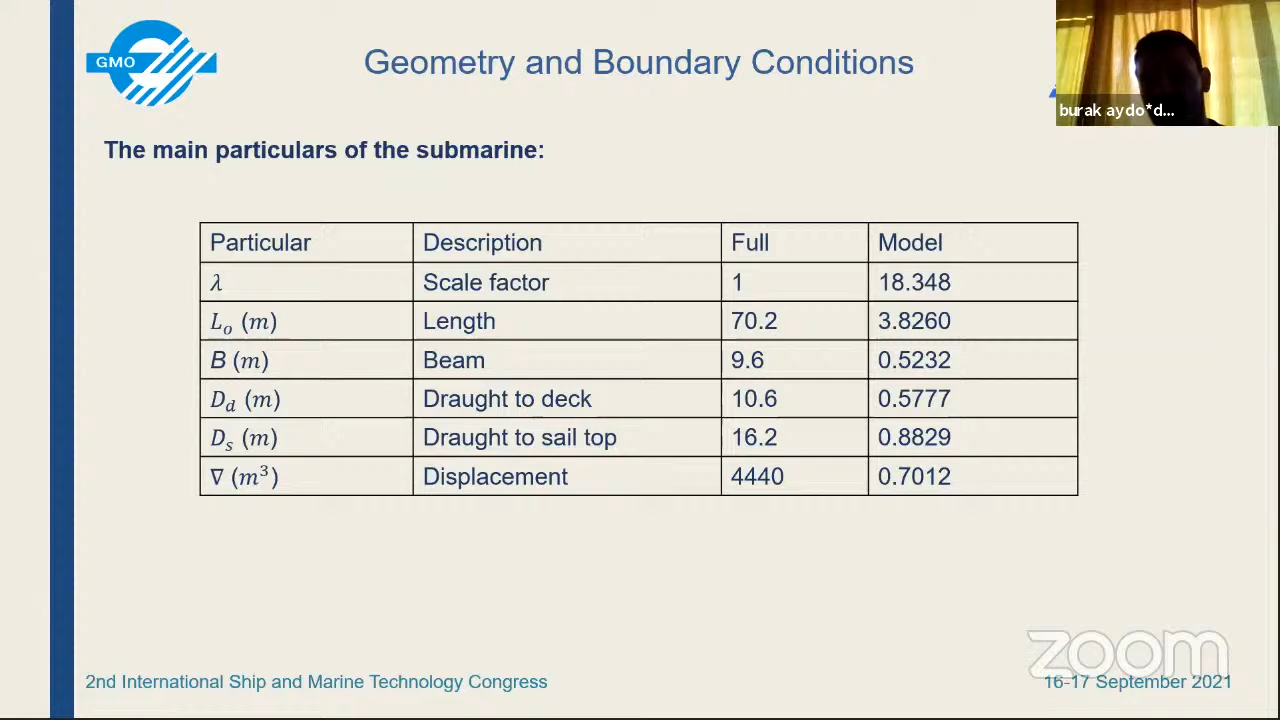 GMO
Geometry and Boundary Conditions
burak aydo*d...
The main particulars of the submarine:
Particular Description Full Model
λ Scale factor 1 18.348
Lₒ (m) Length 70.2 3.8260
B (m) Beam 9.6 0.5232
D_d (m) Draught to deck 10.6 0.5777
Dₛ (m) Draught to sail top 16.2 0.8829
∇ (m³) Displacement 4440 0.7012
zoom
2nd International Ship and Marine Technology Congress 16-17 September 2021